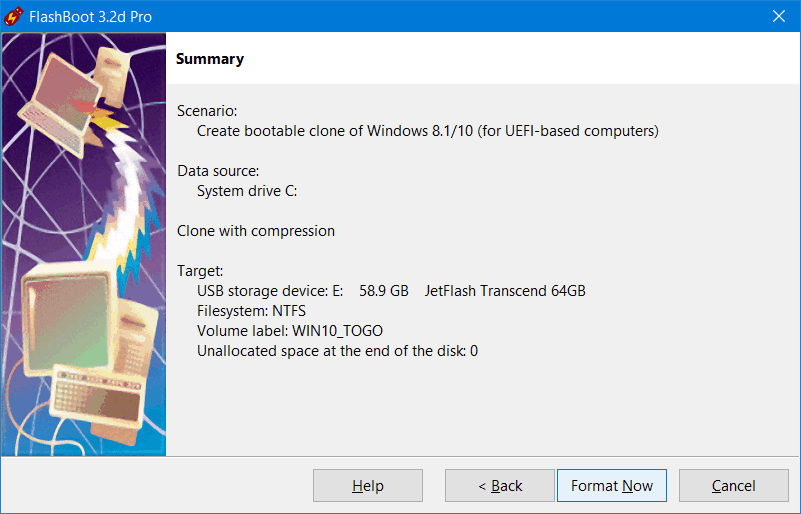 FlashBoot 3.2d Pro
Summary
Scenario:
Create bootable clone of Windows 8.1/10 (for UEFI-based computers)
Data source:
System drive C:
Clone with compression
Target:
USB storage device: E: 58.9 GB JetFlash Transcend 64GB
Filesystem: NTFS
Volume label: WIN10_TOGO
Unallocated space at the end of the disk: 0
Help < Back Format Now Cancel